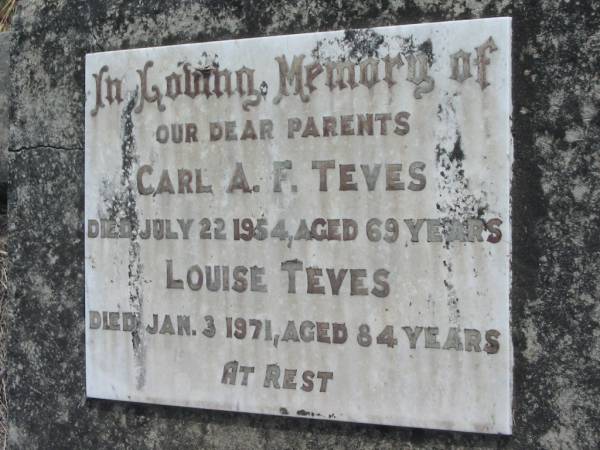 In Loving Memory of
OUR DEAR PARENTS
CARL A. F. TEVES
DIED JULY 22 1954, AGED 69 YEARS
LOUISE TEVES
DIED JAN. 3 1971, AGED 84 YEARS
AT REST